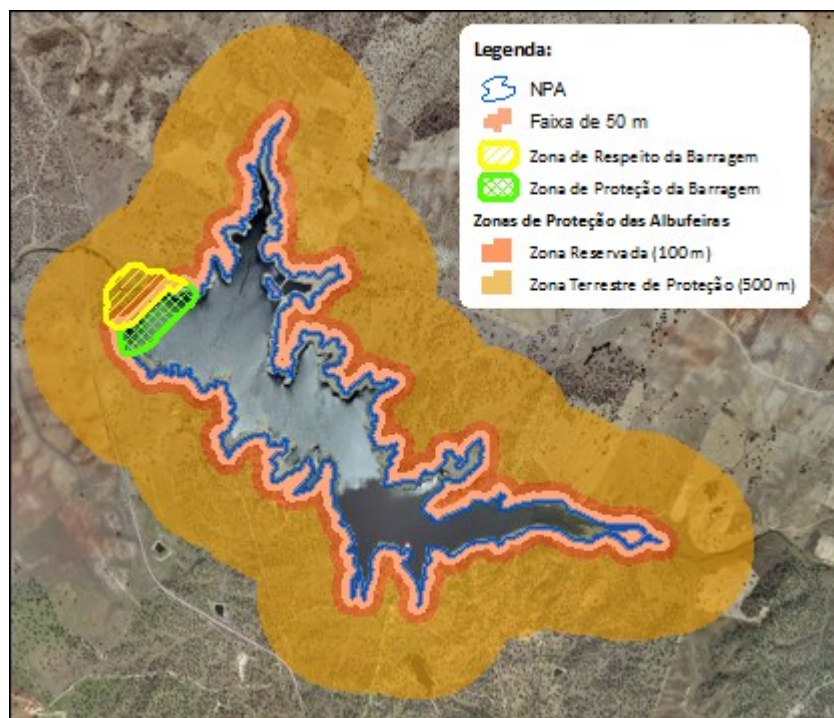 Legenda:
NPA
Faixa de 50 m
Zona de Respeito da Barragem
Zona de Proteção da Barragem
Zonas de Proteção das Albufeiras
Zona Reservada (100 m)
Zona Terrestre de Proteção (500 m)